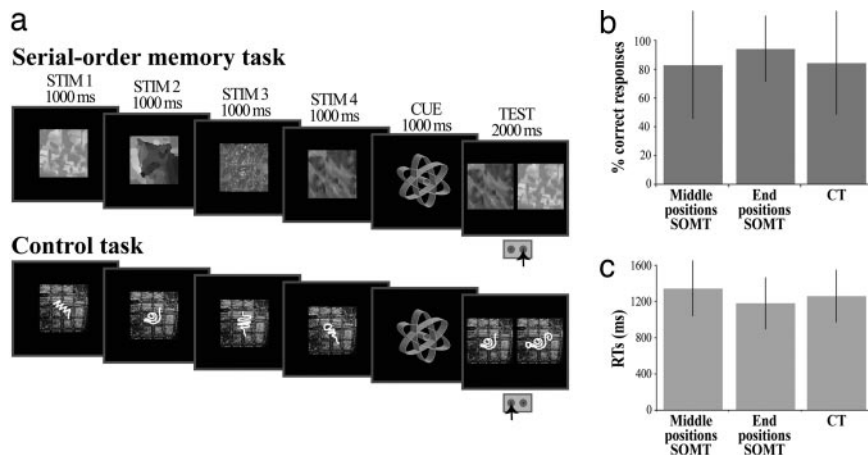 a
Serial-order memory task
STIM 1
1000 ms
STIM 2
1000 ms
STIM 3
1000 ms
STIM 4
1000 ms
CUE
1000 ms
TEST
2000 ms
Control task
b
% correct responses
100
80
60
40
20
0
Middle
positions
SOMT
End
positions
SOMT
CT
c
RTs (ms)
1600
1200
800
400
0
Middle
positions
SOMT
End
positions
SOMT
CT